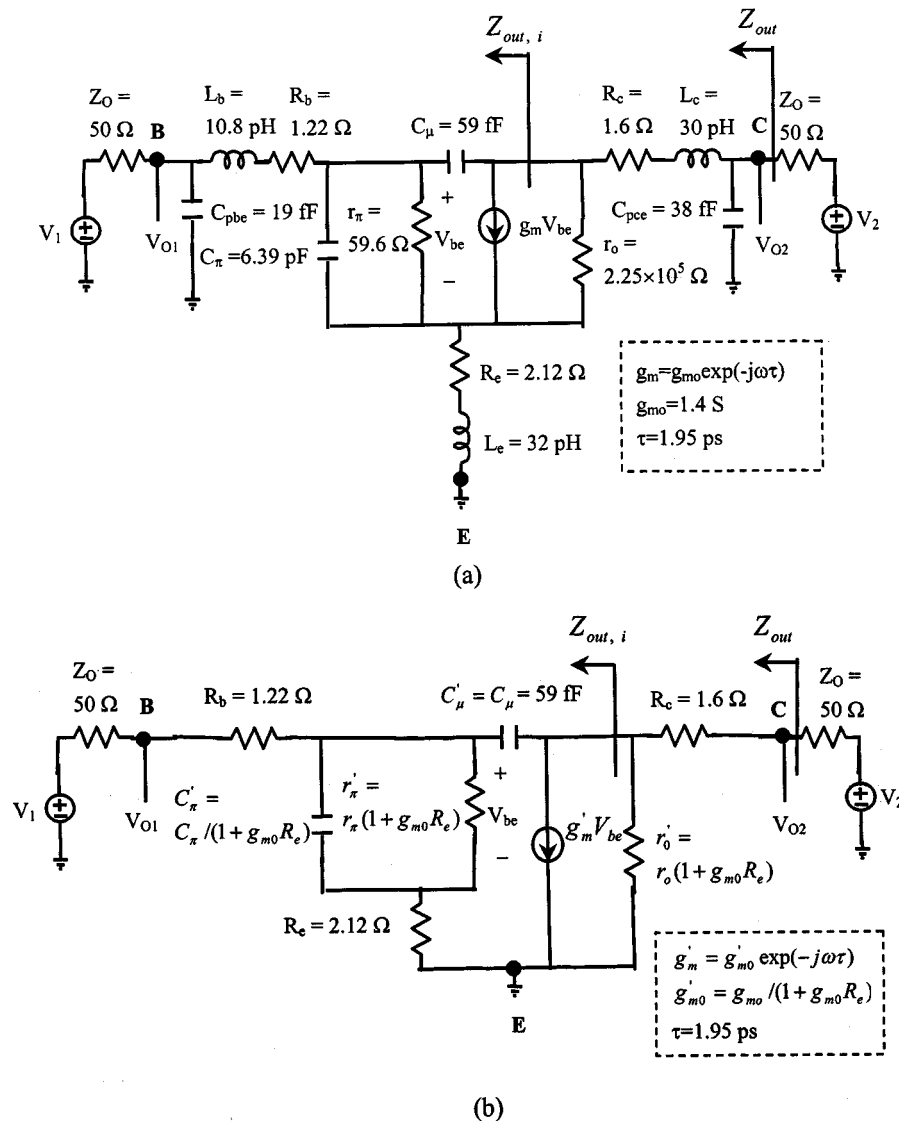 Z_out, i
Z_out
Z_O = 50 Ω
B
L_b = 10.8 pH
R_b = 1.22 Ω
C_μ = 59 fF
R_c = 1.6 Ω
L_c = 30 pH
C
Z_O = 50 Ω
V_1
V_O1
C_pbe = 19 fF
C_π =6.39 pF
r_π = 59.6 Ω
+
V_be
−
g_mV_be
C_pce = 38 fF
r_o = 2.25×10^5 Ω
V_O2
V_2
R_e = 2.12 Ω
L_e = 32 pH
E
g_m=g_mo exp(-jωτ)
g_mo=1.4 S
τ=1.95 ps
(a)
Z_out, i
Z_out
Z_O = 50 Ω
B
R_b = 1.22 Ω
C'_μ = C_μ = 59 fF
R_c = 1.6 Ω
C
Z_O = 50 Ω
V_1
V_O1
C'_π = C_π /(1+g_m0 R_e)
r'_π = r_π(1+g_m0R_e)
+
V_be
−
g'_mV_be
r'_0 = r_o(1+g_m0R_e)
V_O2
V_2
R_e = 2.12 Ω
E
g'_m = g'_m0 exp(−jωτ)
g'_m0 = g_mo /(1+g_m0R_e)
τ=1.95 ps
(b)